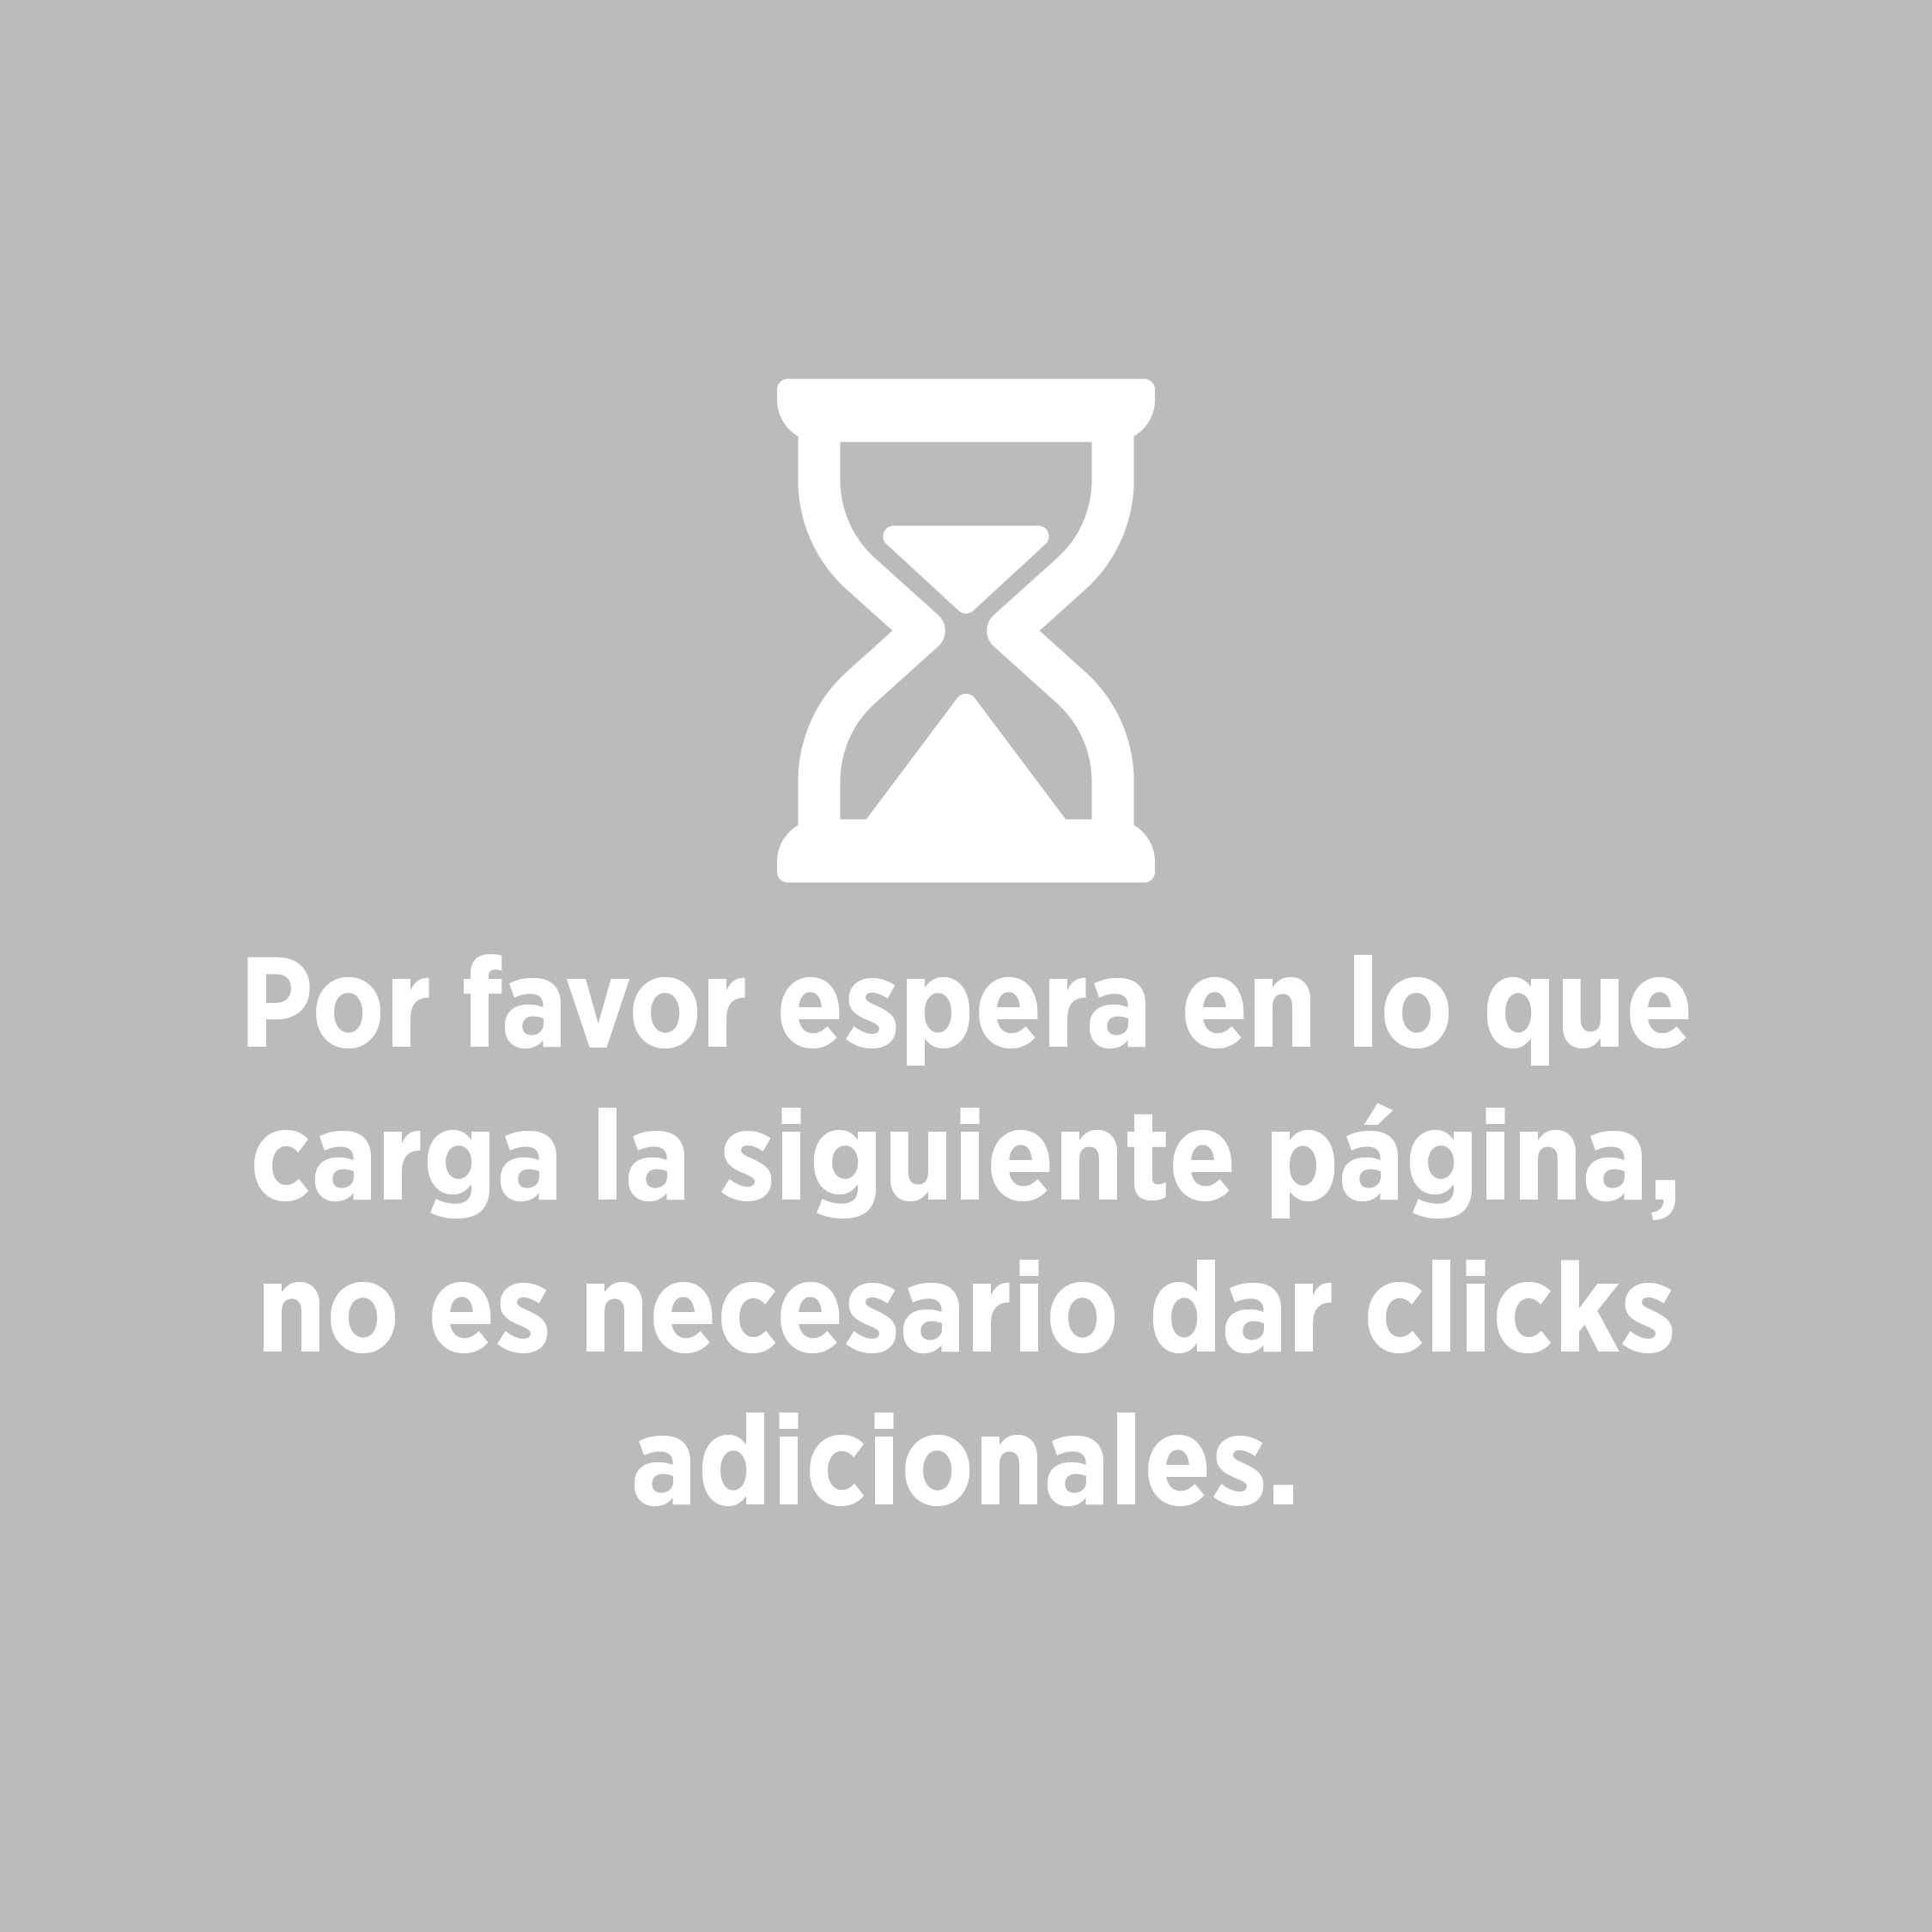 Por favor espera en lo que
carga la siguiente página,
no es necesario dar clicks
adicionales.